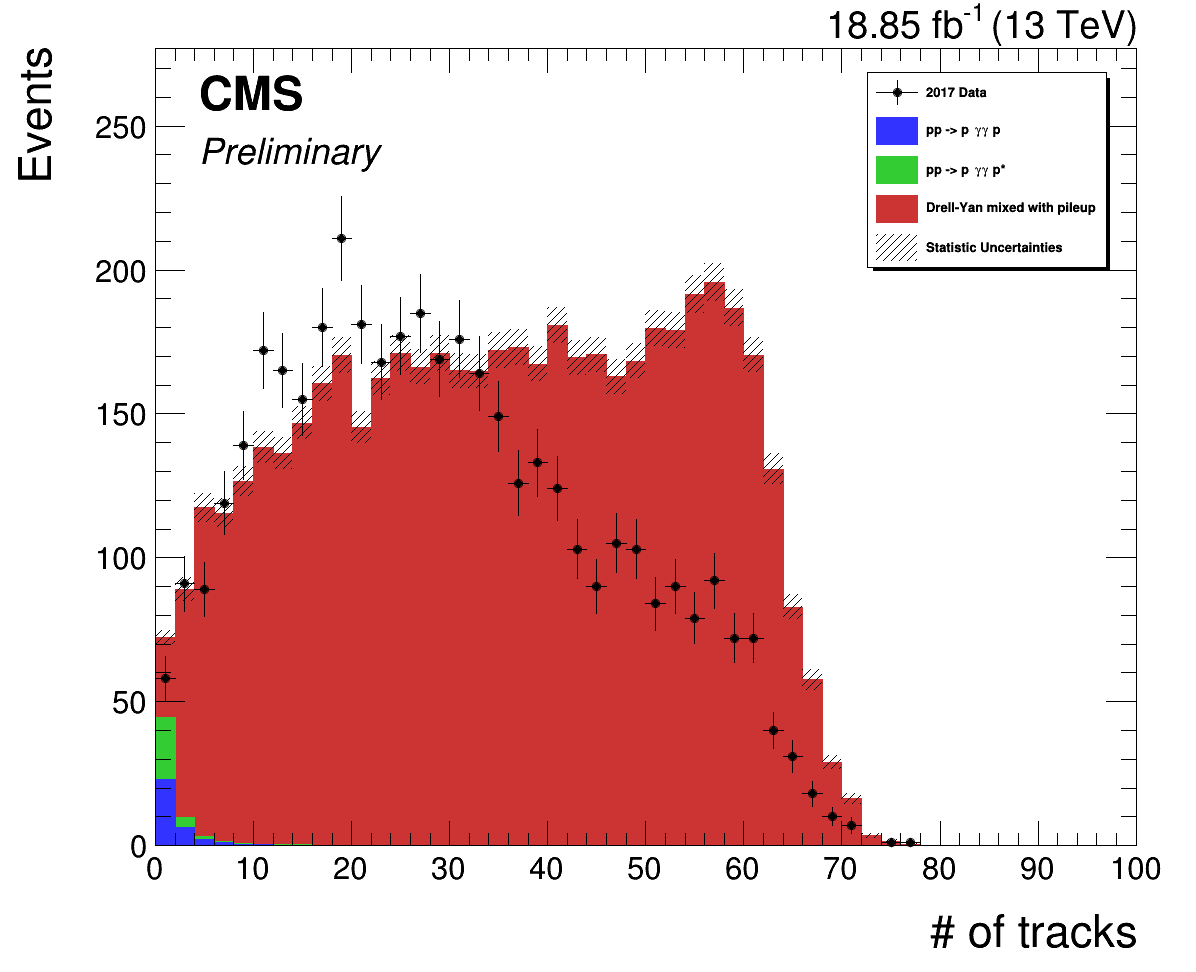 18.85 fb⁻¹ (13 TeV)
Events
CMS
Preliminary
2017 Data
pp -> p γγ p
pp -> p γγ p*
Drell-Yan mixed with pileup
Statistic Uncertainties
250
200
150
100
50
0
0 10 20 30 40 50 60 70 80 90 100
# of tracks